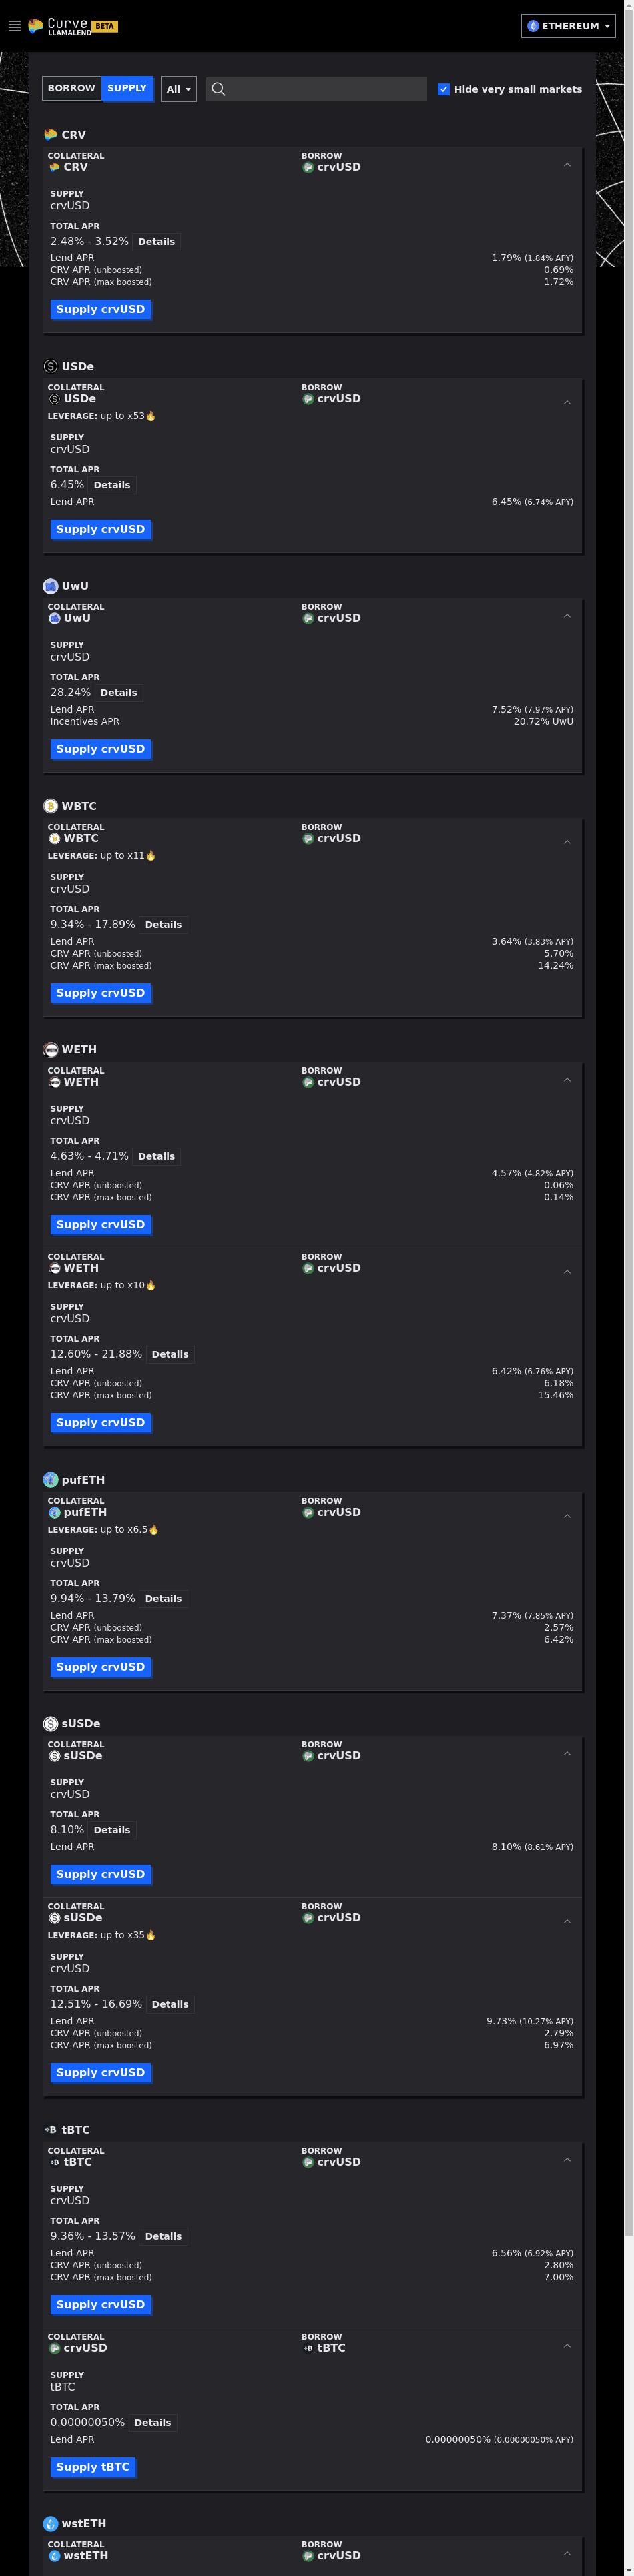 Curve
LLAMALEND BETA
ETHEREUM
BORROW SUPPLY All Hide very small markets
CRV
COLLATERAL BORROW
CRV crvUSD
SUPPLY
crvUSD
TOTAL APR
2.48% - 3.52% Details
Lend APR 1.79% (1.84% APY)
CRV APR (unboosted) 0.69%
CRV APR (max boosted) 1.72%
Supply crvUSD
USDe
COLLATERAL BORROW
USDe crvUSD
LEVERAGE: up to x53🔥
SUPPLY
crvUSD
TOTAL APR
6.45% Details
Lend APR 6.45% (6.74% APY)
Supply crvUSD
UwU
COLLATERAL BORROW
UwU crvUSD
SUPPLY
crvUSD
TOTAL APR
28.24% Details
Lend APR 7.52% (7.97% APY)
Incentives APR 20.72% UwU
Supply crvUSD
WBTC
COLLATERAL BORROW
WBTC crvUSD
LEVERAGE: up to x11🔥
SUPPLY
crvUSD
TOTAL APR
9.34% - 17.89% Details
Lend APR 3.64% (3.83% APY)
CRV APR (unboosted) 5.70%
CRV APR (max boosted) 14.24%
Supply crvUSD
WETH
COLLATERAL BORROW
WETH crvUSD
SUPPLY
crvUSD
TOTAL APR
4.63% - 4.71% Details
Lend APR 4.57% (4.82% APY)
CRV APR (unboosted) 0.06%
CRV APR (max boosted) 0.14%
Supply crvUSD
COLLATERAL BORROW
WETH crvUSD
LEVERAGE: up to x10🔥
SUPPLY
crvUSD
TOTAL APR
12.60% - 21.88% Details
Lend APR 6.42% (6.76% APY)
CRV APR (unboosted) 6.18%
CRV APR (max boosted) 15.46%
Supply crvUSD
pufETH
COLLATERAL BORROW
pufETH crvUSD
LEVERAGE: up to x6.5🔥
SUPPLY
crvUSD
TOTAL APR
9.94% - 13.79% Details
Lend APR 7.37% (7.85% APY)
CRV APR (unboosted) 2.57%
CRV APR (max boosted) 6.42%
Supply crvUSD
sUSDe
COLLATERAL BORROW
sUSDe crvUSD
SUPPLY
crvUSD
TOTAL APR
8.10% Details
Lend APR 8.10% (8.61% APY)
Supply crvUSD
COLLATERAL BORROW
sUSDe crvUSD
LEVERAGE: up to x35🔥
SUPPLY
crvUSD
TOTAL APR
12.51% - 16.69% Details
Lend APR 9.73% (10.27% APY)
CRV APR (unboosted) 2.79%
CRV APR (max boosted) 6.97%
Supply crvUSD
tBTC
COLLATERAL BORROW
tBTC crvUSD
SUPPLY
crvUSD
TOTAL APR
9.36% - 13.57% Details
Lend APR 6.56% (6.92% APY)
CRV APR (unboosted) 2.80%
CRV APR (max boosted) 7.00%
Supply crvUSD
COLLATERAL BORROW
crvUSD tBTC
SUPPLY
tBTC
TOTAL APR
0.00000050% Details
Lend APR 0.00000050% (0.00000050% APY)
Supply tBTC
wstETH
COLLATERAL BORROW
wstETH crvUSD